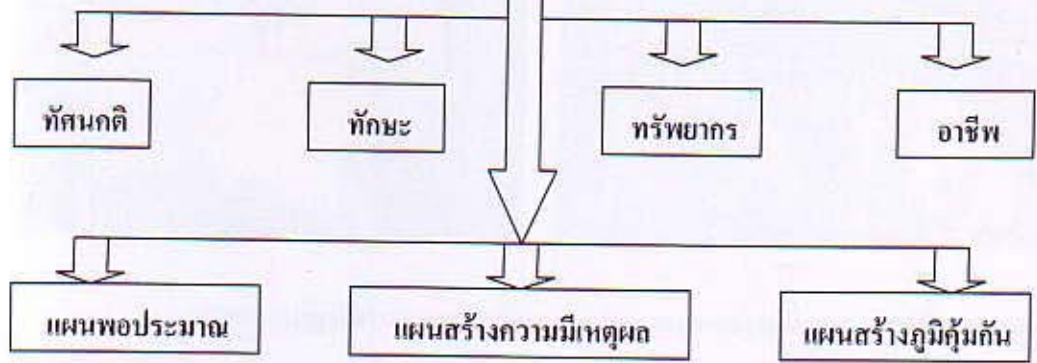 ทัศนกติ
ทักษะ
ทรัพยากร
อาชีพ
แผนพอประมาณ
แผนสร้างความมีเหตุผล
แผนสร้างภูมิคุ้มกัน